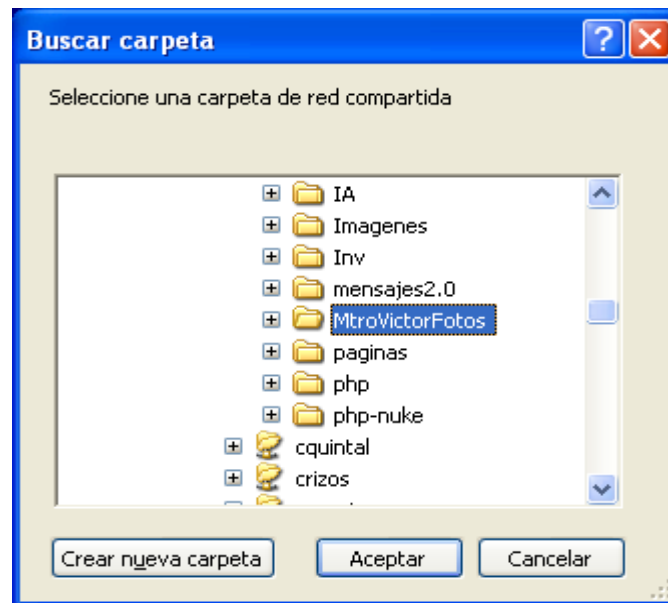 Buscar carpeta
Seleccione una carpeta de red compartida
IA
Imagenes
Inv
mensajes2.0
MtroVictorFotos
paginas
php
php-nuke
cquintal
crizos
Crear nueva carpeta Aceptar Cancelar